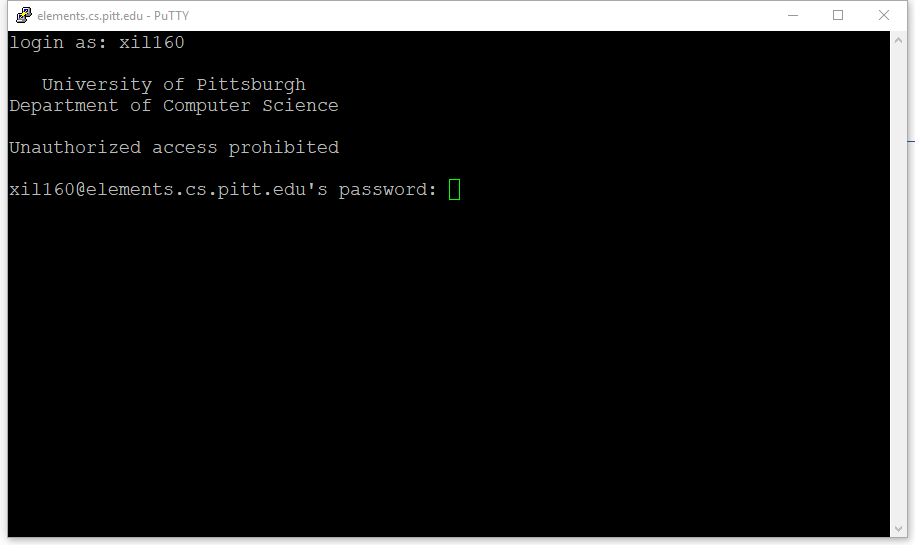 elements.cs.pitt.edu - PuTTY
login as: xil160
University of Pittsburgh
Department of Computer Science
Unauthorized access prohibited
xil160@elements.cs.pitt.edu's password: